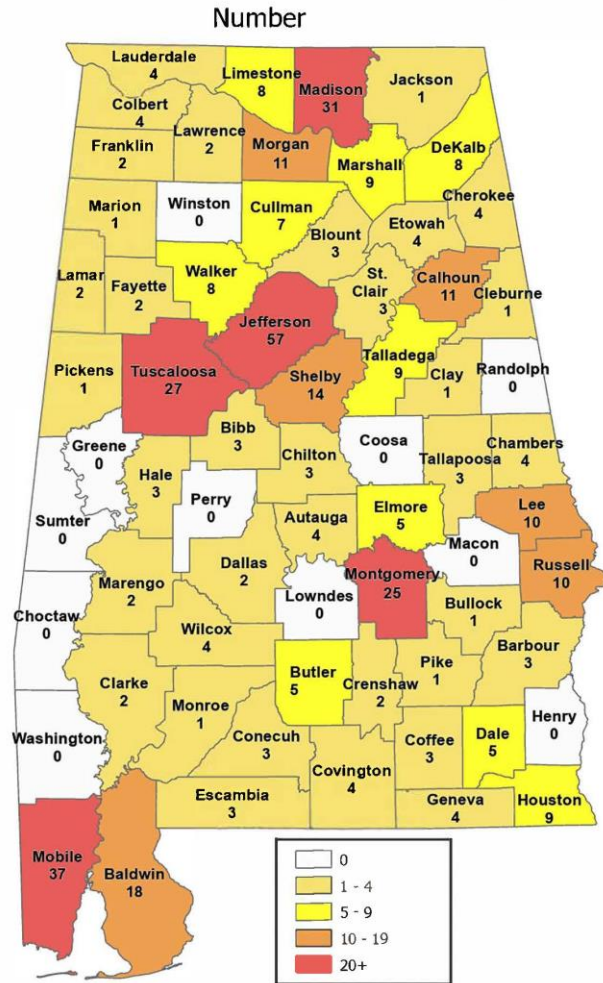 Number
Lauderdale
4
Limestone
8
Madison
31
Jackson
1
Colbert
4
Lawrence
2
Franklin
2
Morgan
11
Marshall
9
DeKalb
8
Marion
1
Winston
0
Cullman
7
Blount
3
Etowah
4
Cherokee
4
Lamar
2
Fayette
2
Walker
8
Jefferson
57
St.
Clair
3
Calhoun
11
Cleburne
1
Pickens
1
Tuscaloosa
27
Shelby
14
Talladega
9
Clay
1
Randolph
0
Greene
0
Hale
3
Bibb
3
Chilton
3
Coosa
0
Tallapoosa
3
Chambers
4
Sumter
0
Perry
0
Autauga
4
Elmore
5
Lee
10
Macon
0
Russell
10
Marengo
2
Dallas
2
Lowndes
0
Montgomery
25
Bullock
1
Choctaw
0
Wilcox
4
Butler
5
Crenshaw
2
Pike
1
Barbour
3
Clarke
2
Monroe
1
Conecuh
3
Covington
4
Coffee
3
Dale
5
Henry
0
Washington
0
Escambia
3
Geneva
4
Houston
9
Mobile
37
Baldwin
18
0
1 - 4
5 - 9
10 - 19
20+